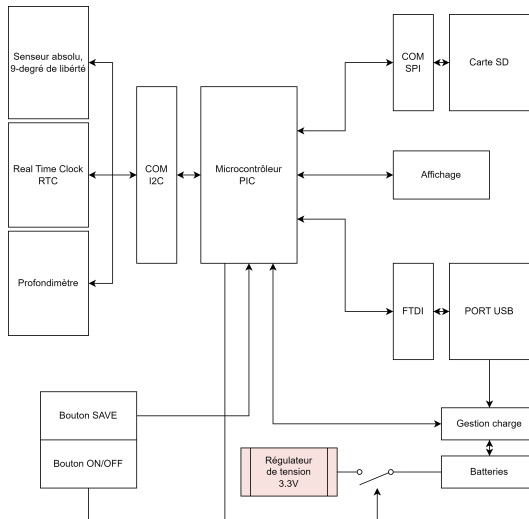 Senseur absolu,
9-degré de libérté
Real Time Clock
RTC
Profondimètre
COM
I2C
Microcontrôleur
PIC
COM
SPI
Carte SD
Affichage
FTDI
PORT USB
Gestion charge
Batteries
Bouton SAVE
Bouton ON/OFF
Régulateur
de tension
3.3V